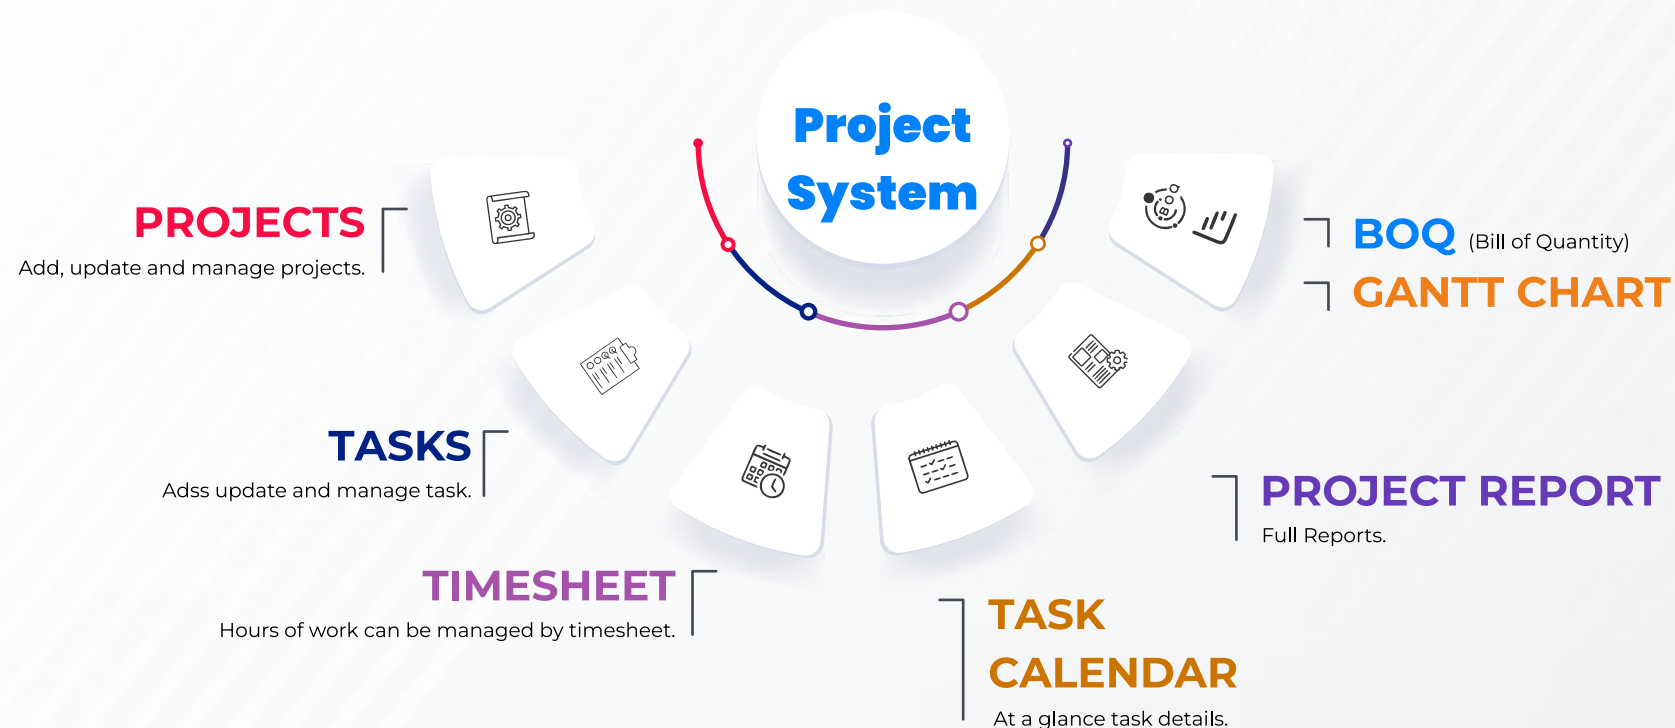 Project
System
PROJECTS
Add, update and manage projects.
TASKS
Adss update and manage task.
TIMESHEET
Hours of work can be managed by timesheet.
TASK
CALENDAR
At a glance task details.
PROJECT REPORT
Full Reports.
BOQ (Bill of Quantity)
GANTT CHART
BOQ